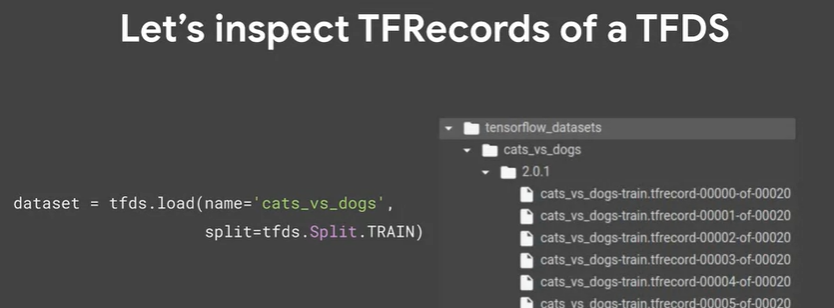 Let's inspect TFRecords of a TFDS
dataset = tfds.load(name='cats_vs_dogs',
split=tfds.Split.TRAIN)
tensorflow_datasets
cats_vs_dogs
2.0.1
cats_vs_dogs-train.tfrecord-00000-of-00020
cats_vs_dogs-train.tfrecord-00001-of-00020
cats_vs_dogs-train.tfrecord-00002-of-00020
cats_vs_dogs-train.tfrecord-00003-of-00020
cats_vs_dogs-train.tfrecord-00004-of-00020
cats_vs_dogs-train.tfrecord-00005-of-00020